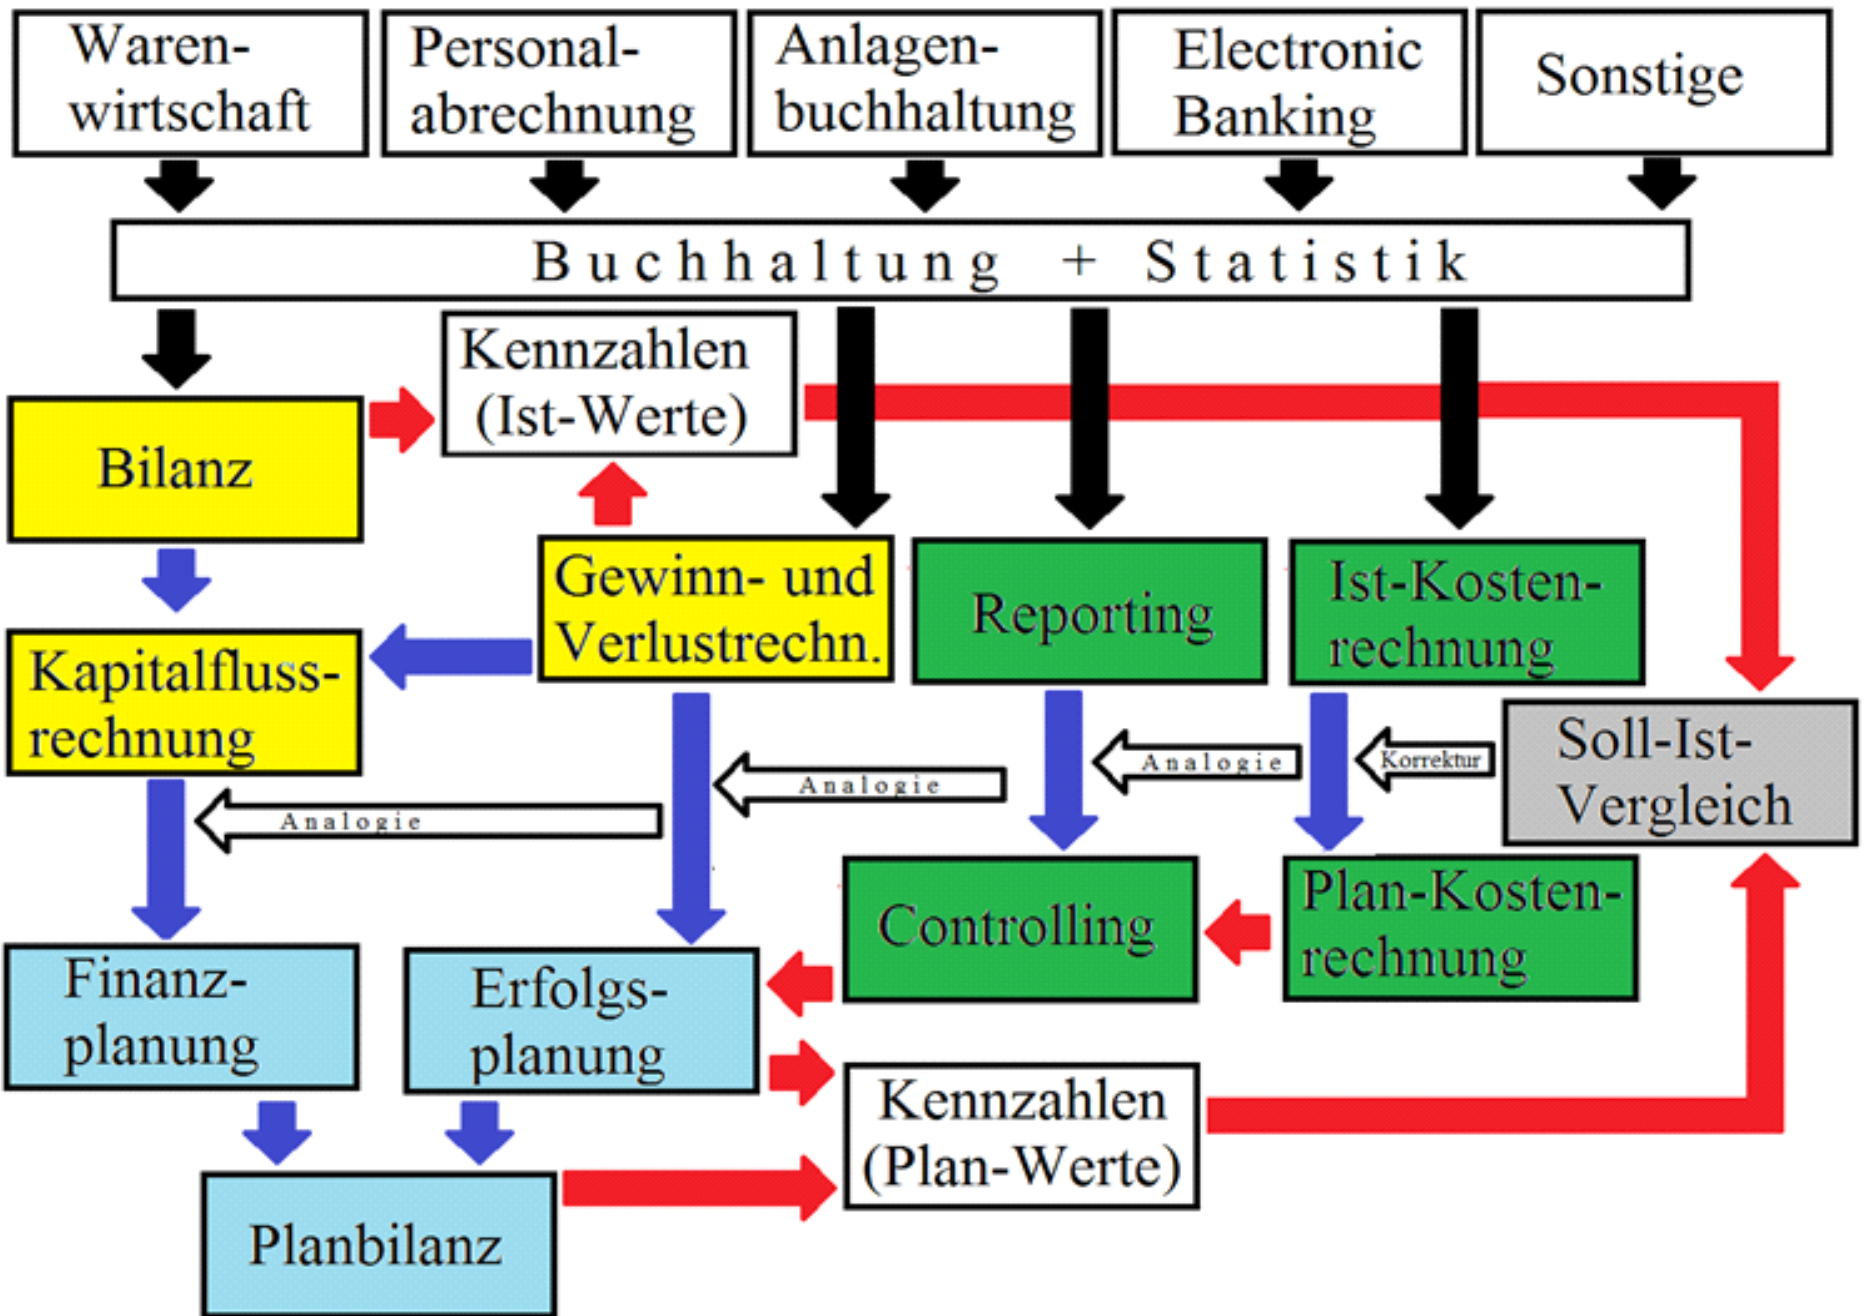 Waren-
wirtschaft
Personal-
abrechnung
Anlagen-
buchhaltung
Electronic
Banking
Sonstige
Buchhaltung + Statistik
Kennzahlen
(Ist-Werte)
Bilanz
Gewinn- und
Verlustrechn.
Reporting
Ist-Kosten-
rechnung
Kapitalfluss-
rechnung
Soll-Ist-
Vergleich
Korrektur
Analogie
Analogie
Analogie
Finanz-
planung
Erfolgs-
planung
Controlling
Plan-Kosten-
rechnung
Kennzahlen
(Plan-Werte)
Planbilanz